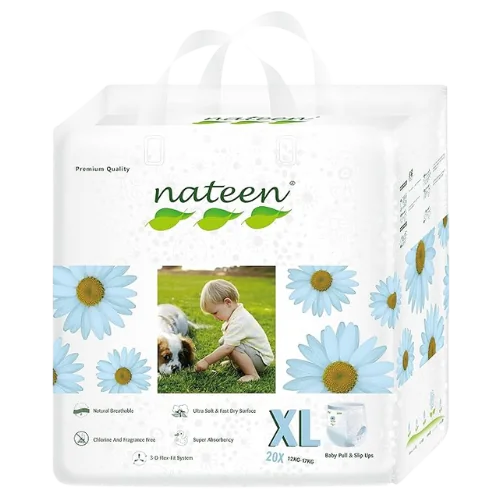 nateen
Premium Quality
nateen®
Natural Breathable
Ultra Soft & Fast Dry Surface
Chlorine And Fragrance Free
Super Absorbency
3-D Flex-Fit System
XL
20X
12KG-17KG
Baby Pull & Slip Ups